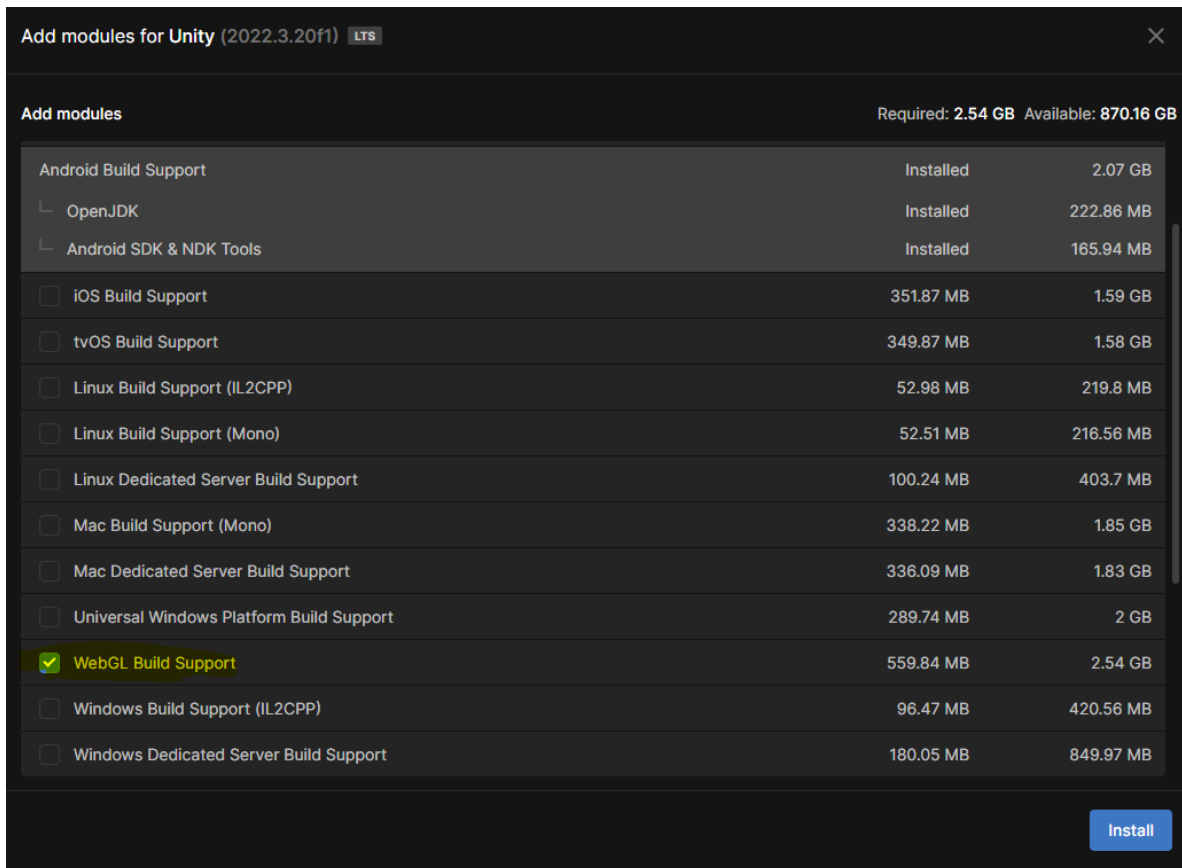 Add modules for Unity (2022.3.20f1) LTS
Add modules Required: 2.54 GB Available: 870.16 GB
Android Build Support Installed 2.07 GB
OpenJDK Installed 222.86 MB
Android SDK & NDK Tools Installed 165.94 MB
iOS Build Support 351.87 MB 1.59 GB
tvOS Build Support 349.87 MB 1.58 GB
Linux Build Support (IL2CPP) 52.98 MB 219.8 MB
Linux Build Support (Mono) 52.51 MB 216.56 MB
Linux Dedicated Server Build Support 100.24 MB 403.7 MB
Mac Build Support (Mono) 338.22 MB 1.85 GB
Mac Dedicated Server Build Support 336.09 MB 1.83 GB
Universal Windows Platform Build Support 289.74 MB 2 GB
WebGL Build Support 559.84 MB 2.54 GB
Windows Build Support (IL2CPP) 96.47 MB 420.56 MB
Windows Dedicated Server Build Support 180.05 MB 849.97 MB
Install